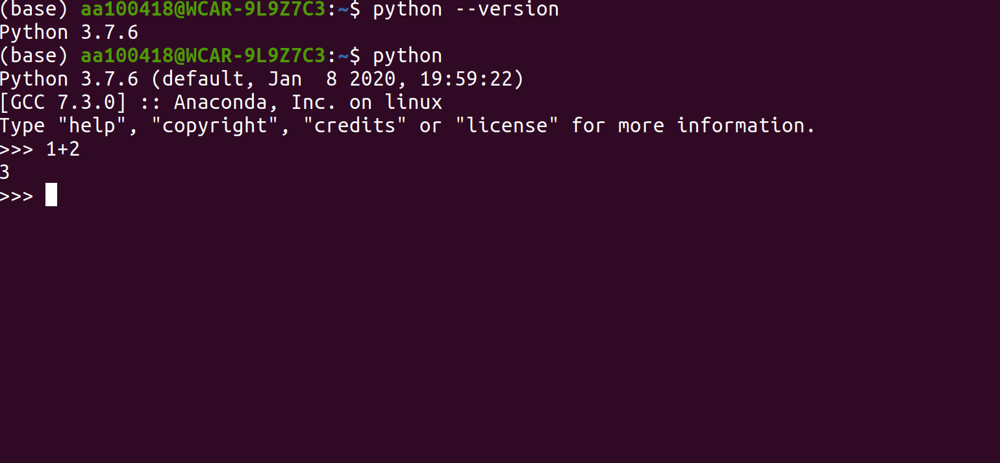 (base) aa100418@WCAR-9L9Z7C3:~$ python --version
Python 3.7.6
(base) aa100418@WCAR-9L9Z7C3:~$ python
Python 3.7.6 (default, Jan  8 2020, 19:59:22)
[GCC 7.3.0] :: Anaconda, Inc. on linux
Type "help", "copyright", "credits" or "license" for more information.
>>> 1+2
3
>>>